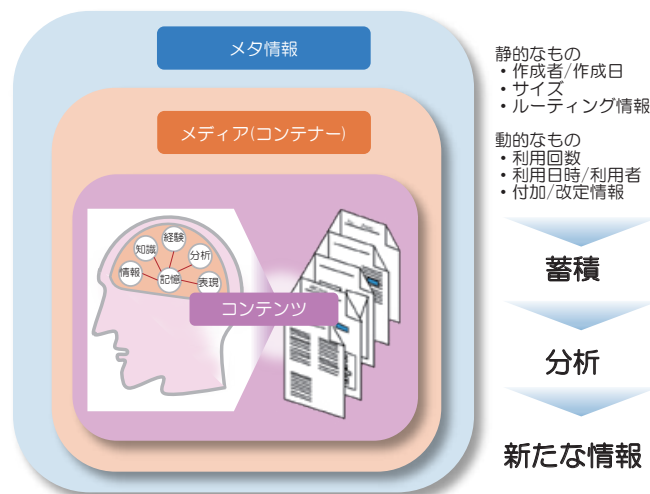 メタ情報
メディア(コンテナー)
経験
知識
分析
情報
記憶
表現
コンテンツ
静的なもの
・作成者/作成日
・サイズ
・ルーティング情報
動的なもの
・利用回数
・利用日時/利用者
・付加/改定情報
蓄積
分析
新たな情報